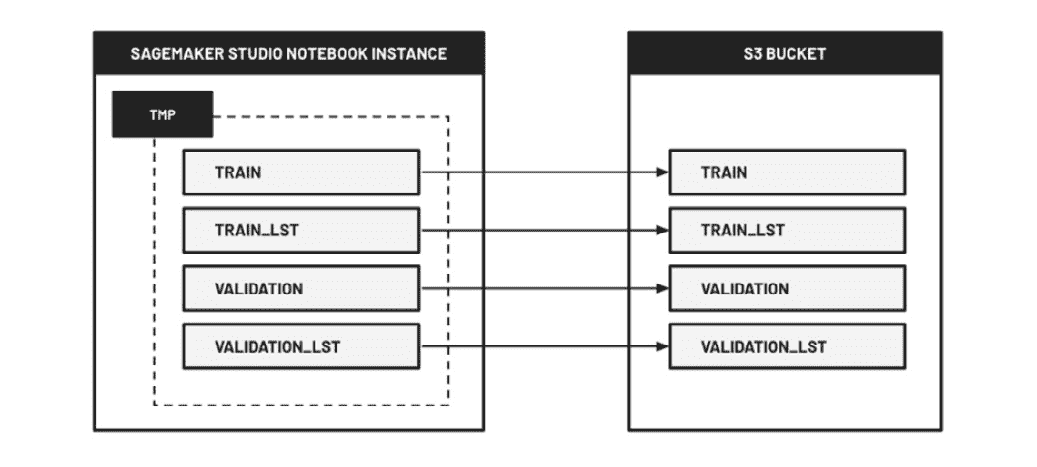 SAGEMAKER STUDIO NOTEBOOK INSTANCE
TMP
TRAIN
TRAIN_LST
VALIDATION
VALIDATION_LST
S3 BUCKET
TRAIN
TRAIN_LST
VALIDATION
VALIDATION_LST